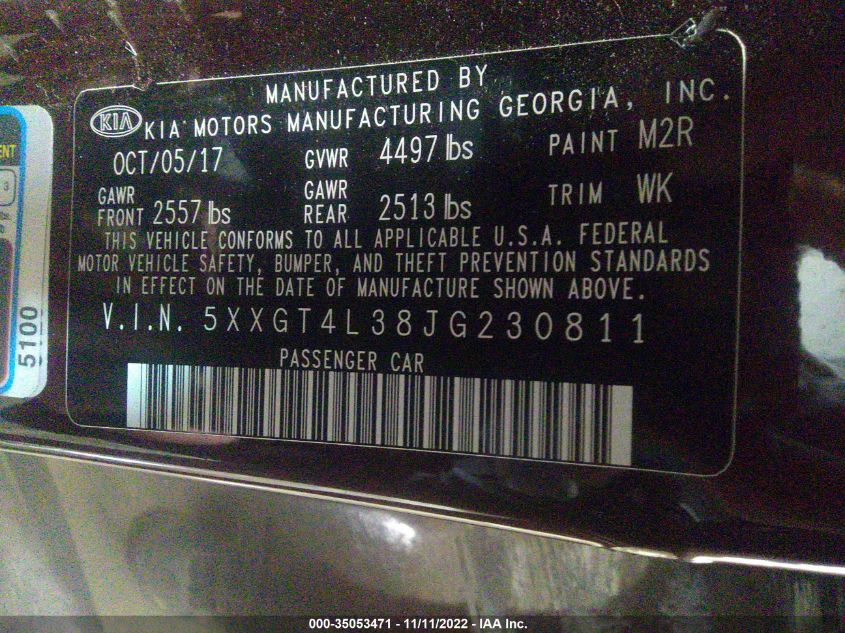 MANUFACTURED BY
KIA KIA MOTORS MANUFACTURING GEORGIA, INC.
OCT/05/17 GVWR 4497 lbs PAINT M2R
GAWR FRONT 2557 lbs GAWR REAR 2513 lbs TRIM WK
THIS VEHICLE CONFORMS TO ALL APPLICABLE U.S.A. FEDERAL
MOTOR VEHICLE SAFETY, BUMPER, AND THEFT PREVENTION STANDARDS
IN EFFECT ON THE DATE OF MANUFACTURE SHOWN ABOVE.
V.I.N. 5XXGT4L38JG230811
PASSENGER CAR
5100
000-35053471 - 11/11/2022 - IAA Inc.